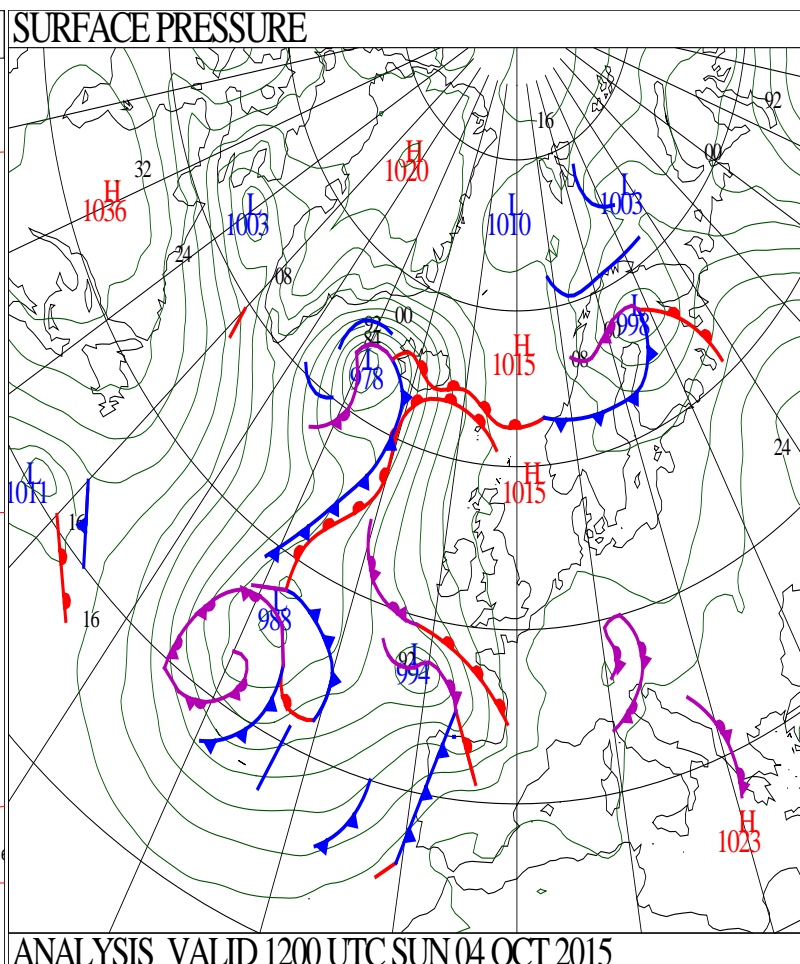 SURFACE PRESSURE
92
16
H
1020
00
32
H
1036
L
1003
L
1010
L
1003
24
08
00
L
998
H
1015
08
L
978
24
L
1011
H
1015
16
16
L
988
L
994
H
1023
ANALYSIS VALID 1200 UTC SUN 04 OCT 2015